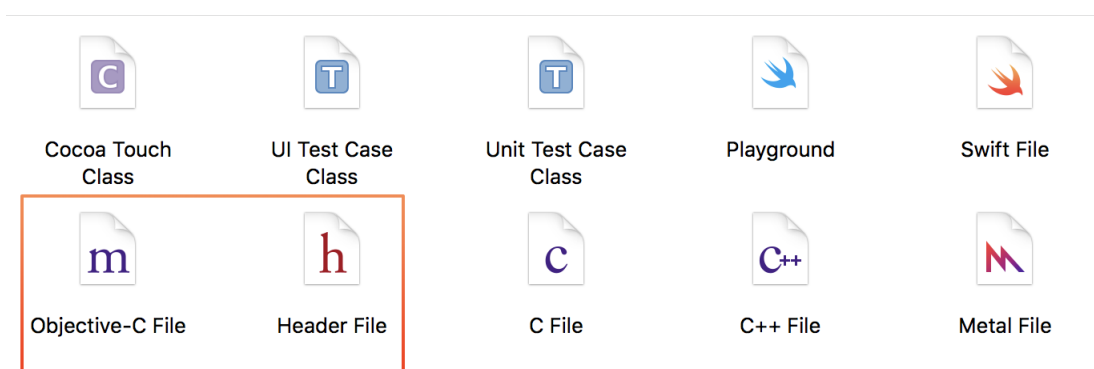 C
T
T
Cocoa Touch
Class
UI Test Case
Class
Unit Test Case
Class
Playground
Swift File
m
h
c
C++
Objective-C File
Header File
C File
C++ File
Metal File